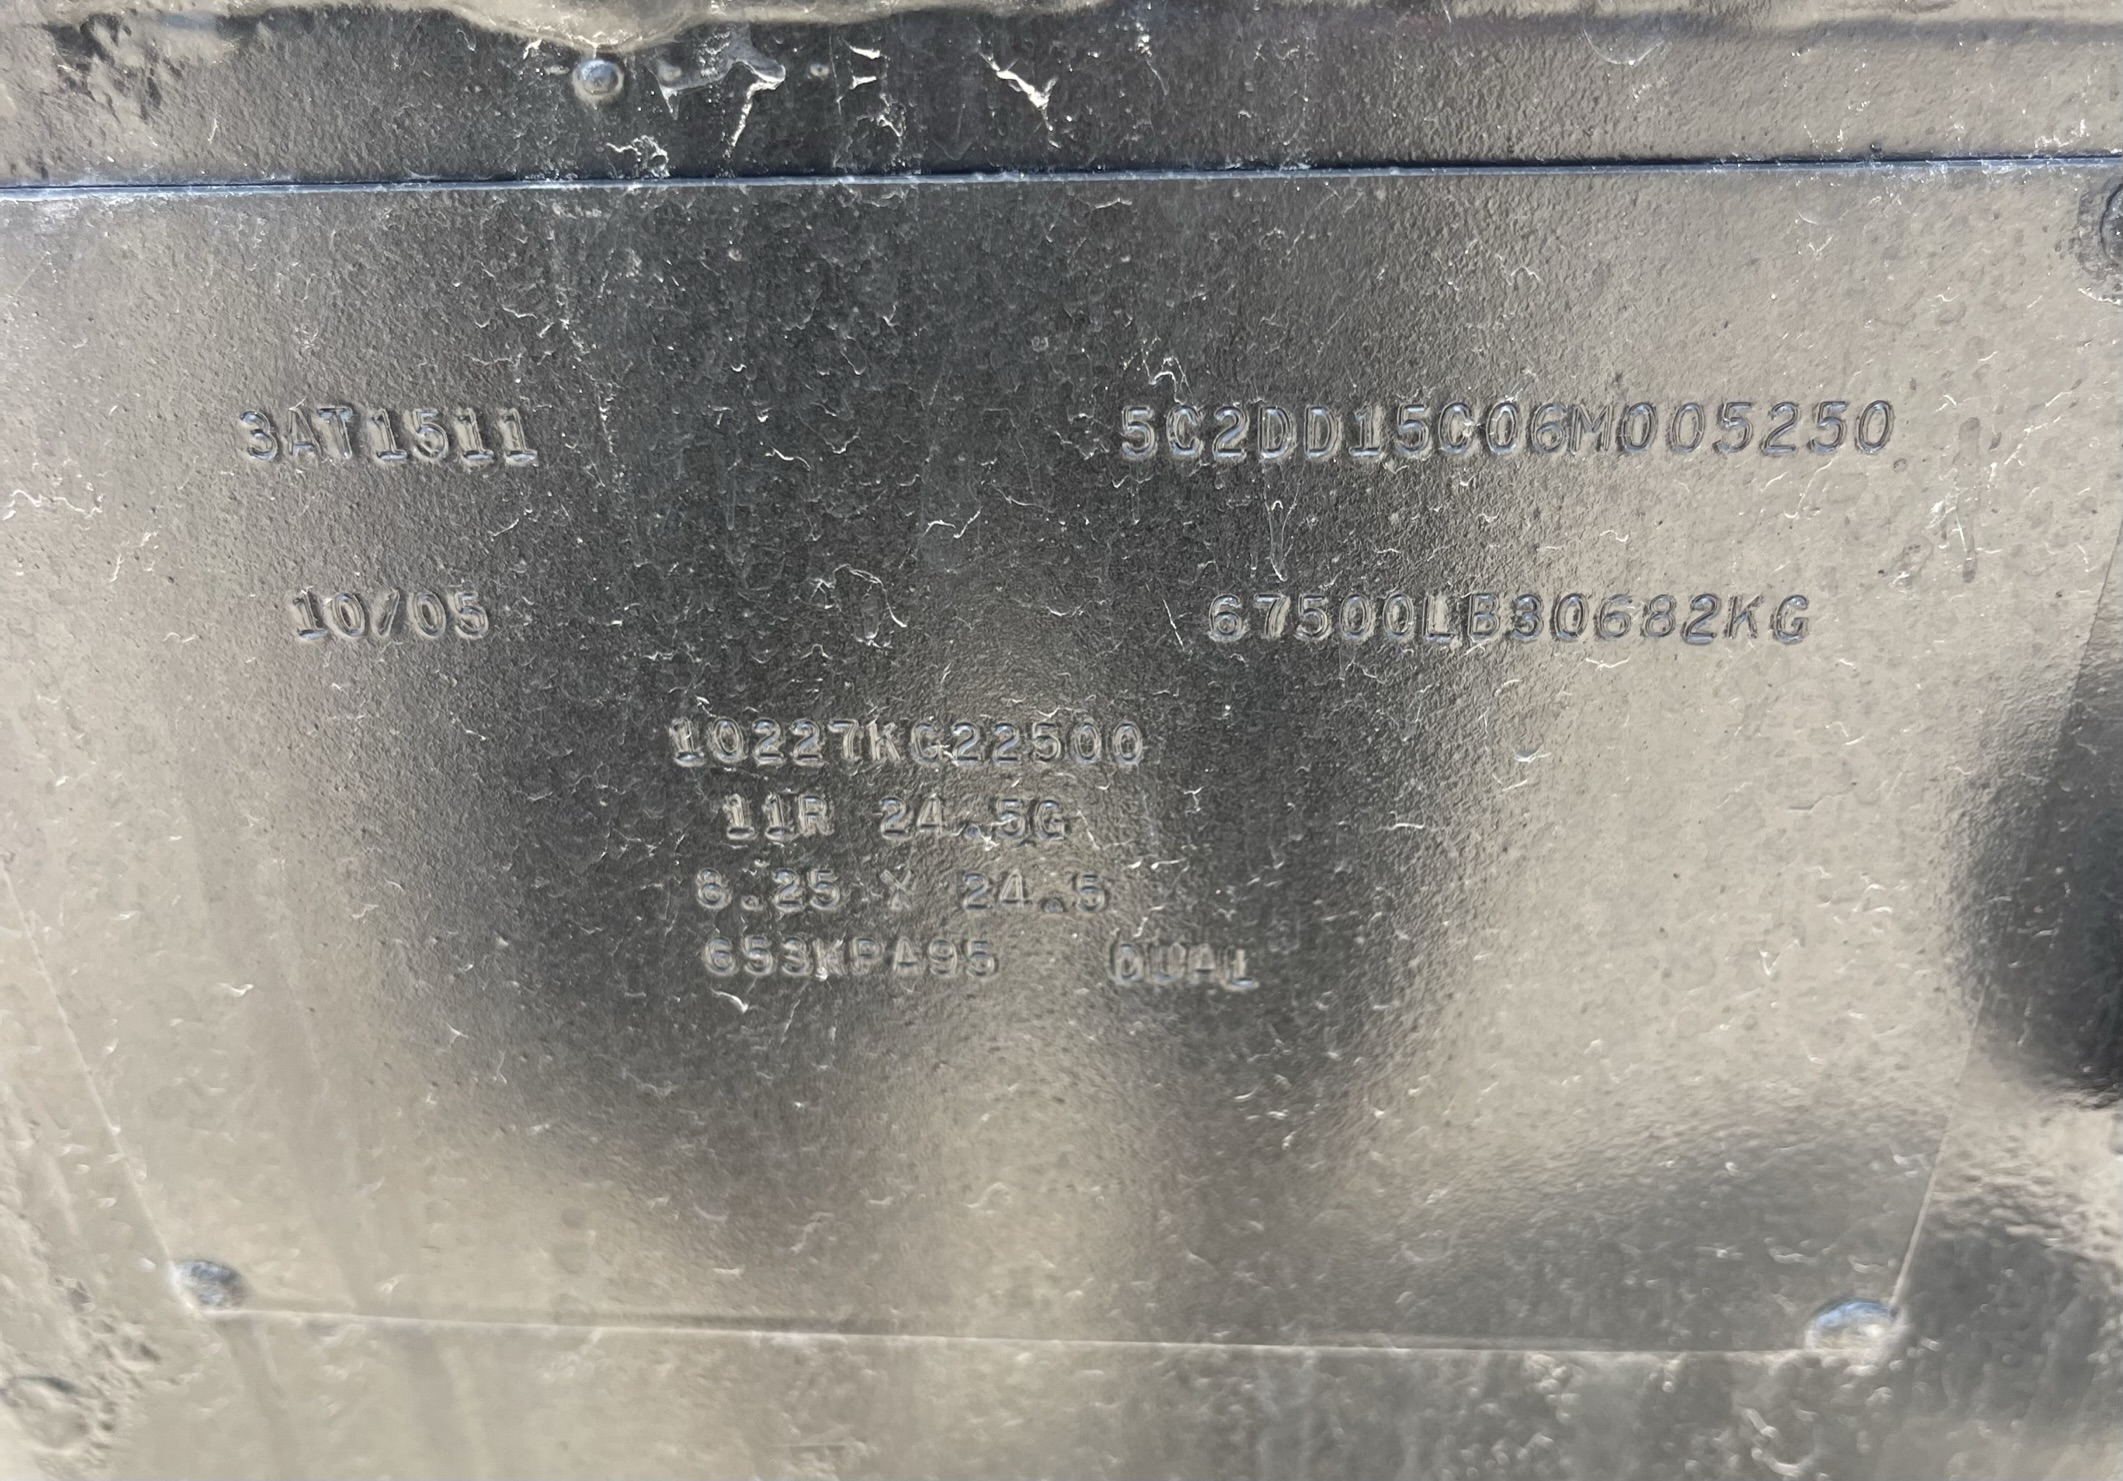 3AT1511 5C2DD15C06M005250
10/05 67500LB30682KG
10227KG22500
11R 24.5G
8.25 X 24.5
653KPA95 DUAL